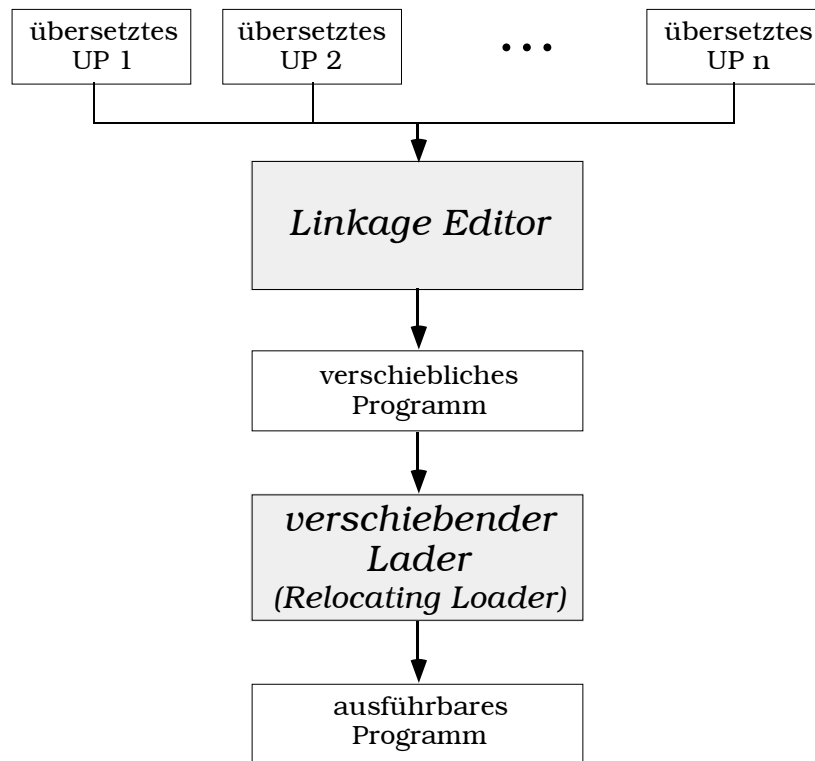 übersetztes
UP 1
übersetztes
UP 2
...
übersetztes
UP n
Linkage Editor
verschiebliches
Programm
verschiebender
Lader
(Relocating Loader)
ausführbares
Programm